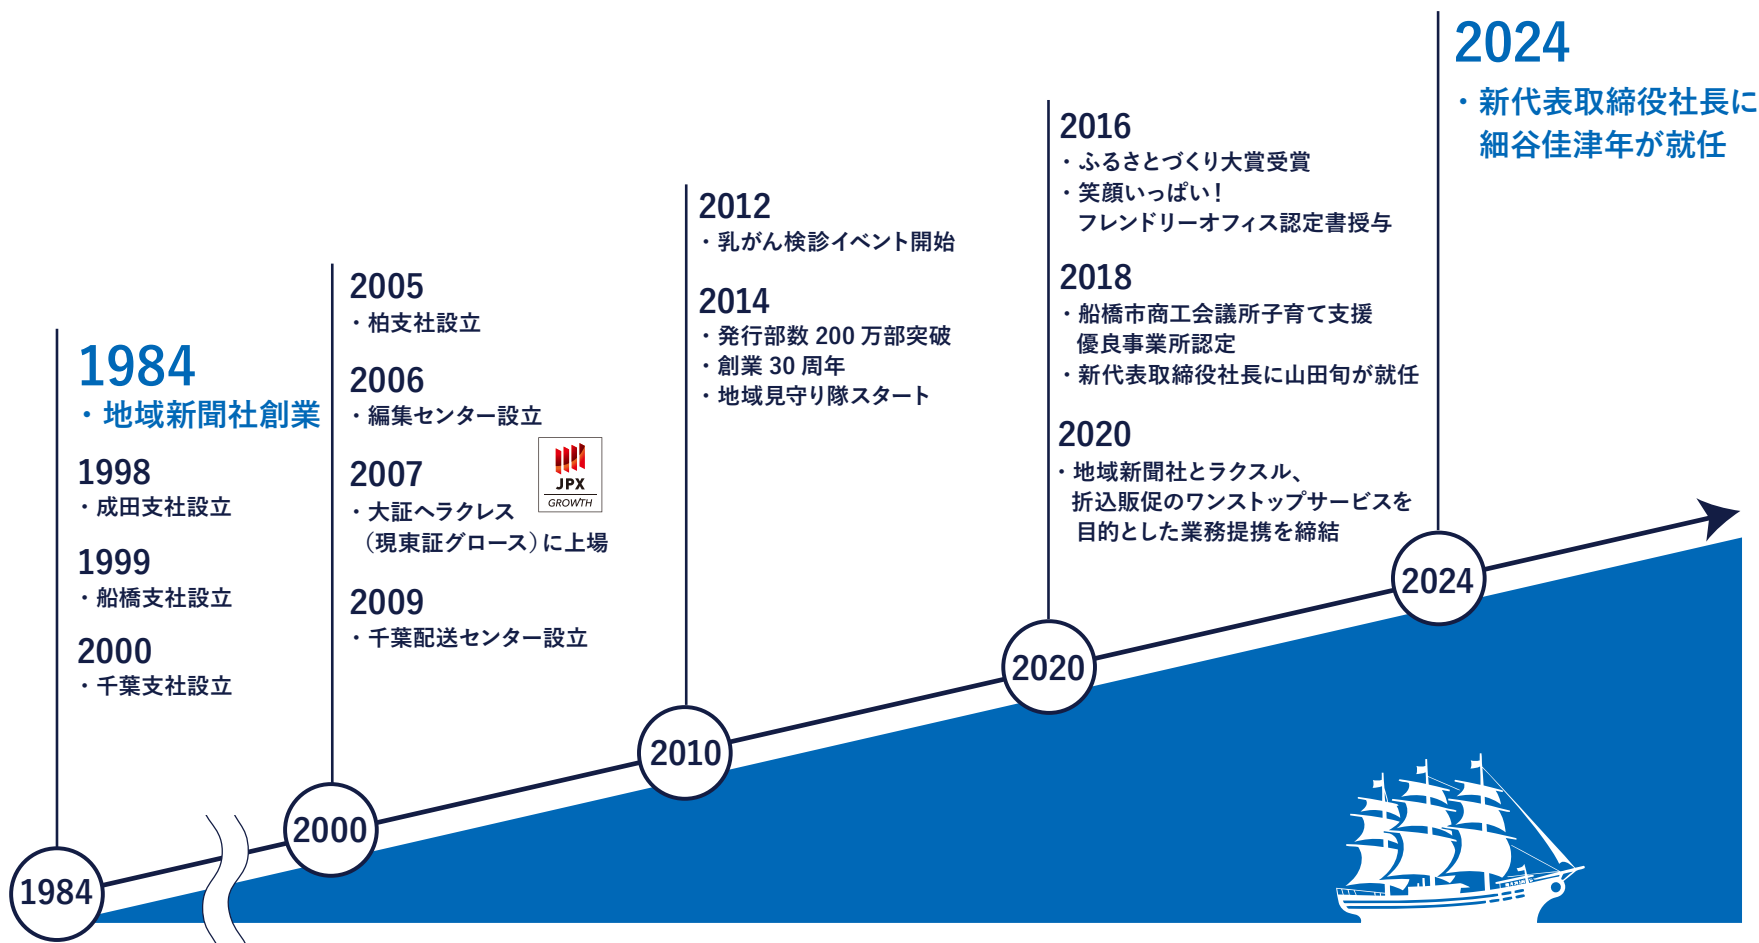 1984
・地域新聞社創業
1998
・成田支社設立
1999
・船橋支社設立
2000
・千葉支社設立
2005
・柏支社設立
2006
・編集センター設立
2007
・大証ヘラクレス
（現東証グロース）に上場
JPX
GROWTH
2009
・千葉配送センター設立
2012
・乳がん検診イベント開始
2014
・発行部数 200 万部突破
・創業 30 周年
・地域見守り隊スタート
2016
・ふるさとづくり大賞受賞
・笑顔いっぱい！
フレンドリーオフィス認定書授与
2018
・船橋市商工会議所子育て支援
優良事業所認定
・新代表取締役社長に山田旬が就任
2020
・地域新聞社とラクスル、
折込販促のワンストップサービスを
目的とした業務提携を締結
2024
・新代表取締役社長に
細谷佳津年が就任
1984
2000
2010
2020
2024